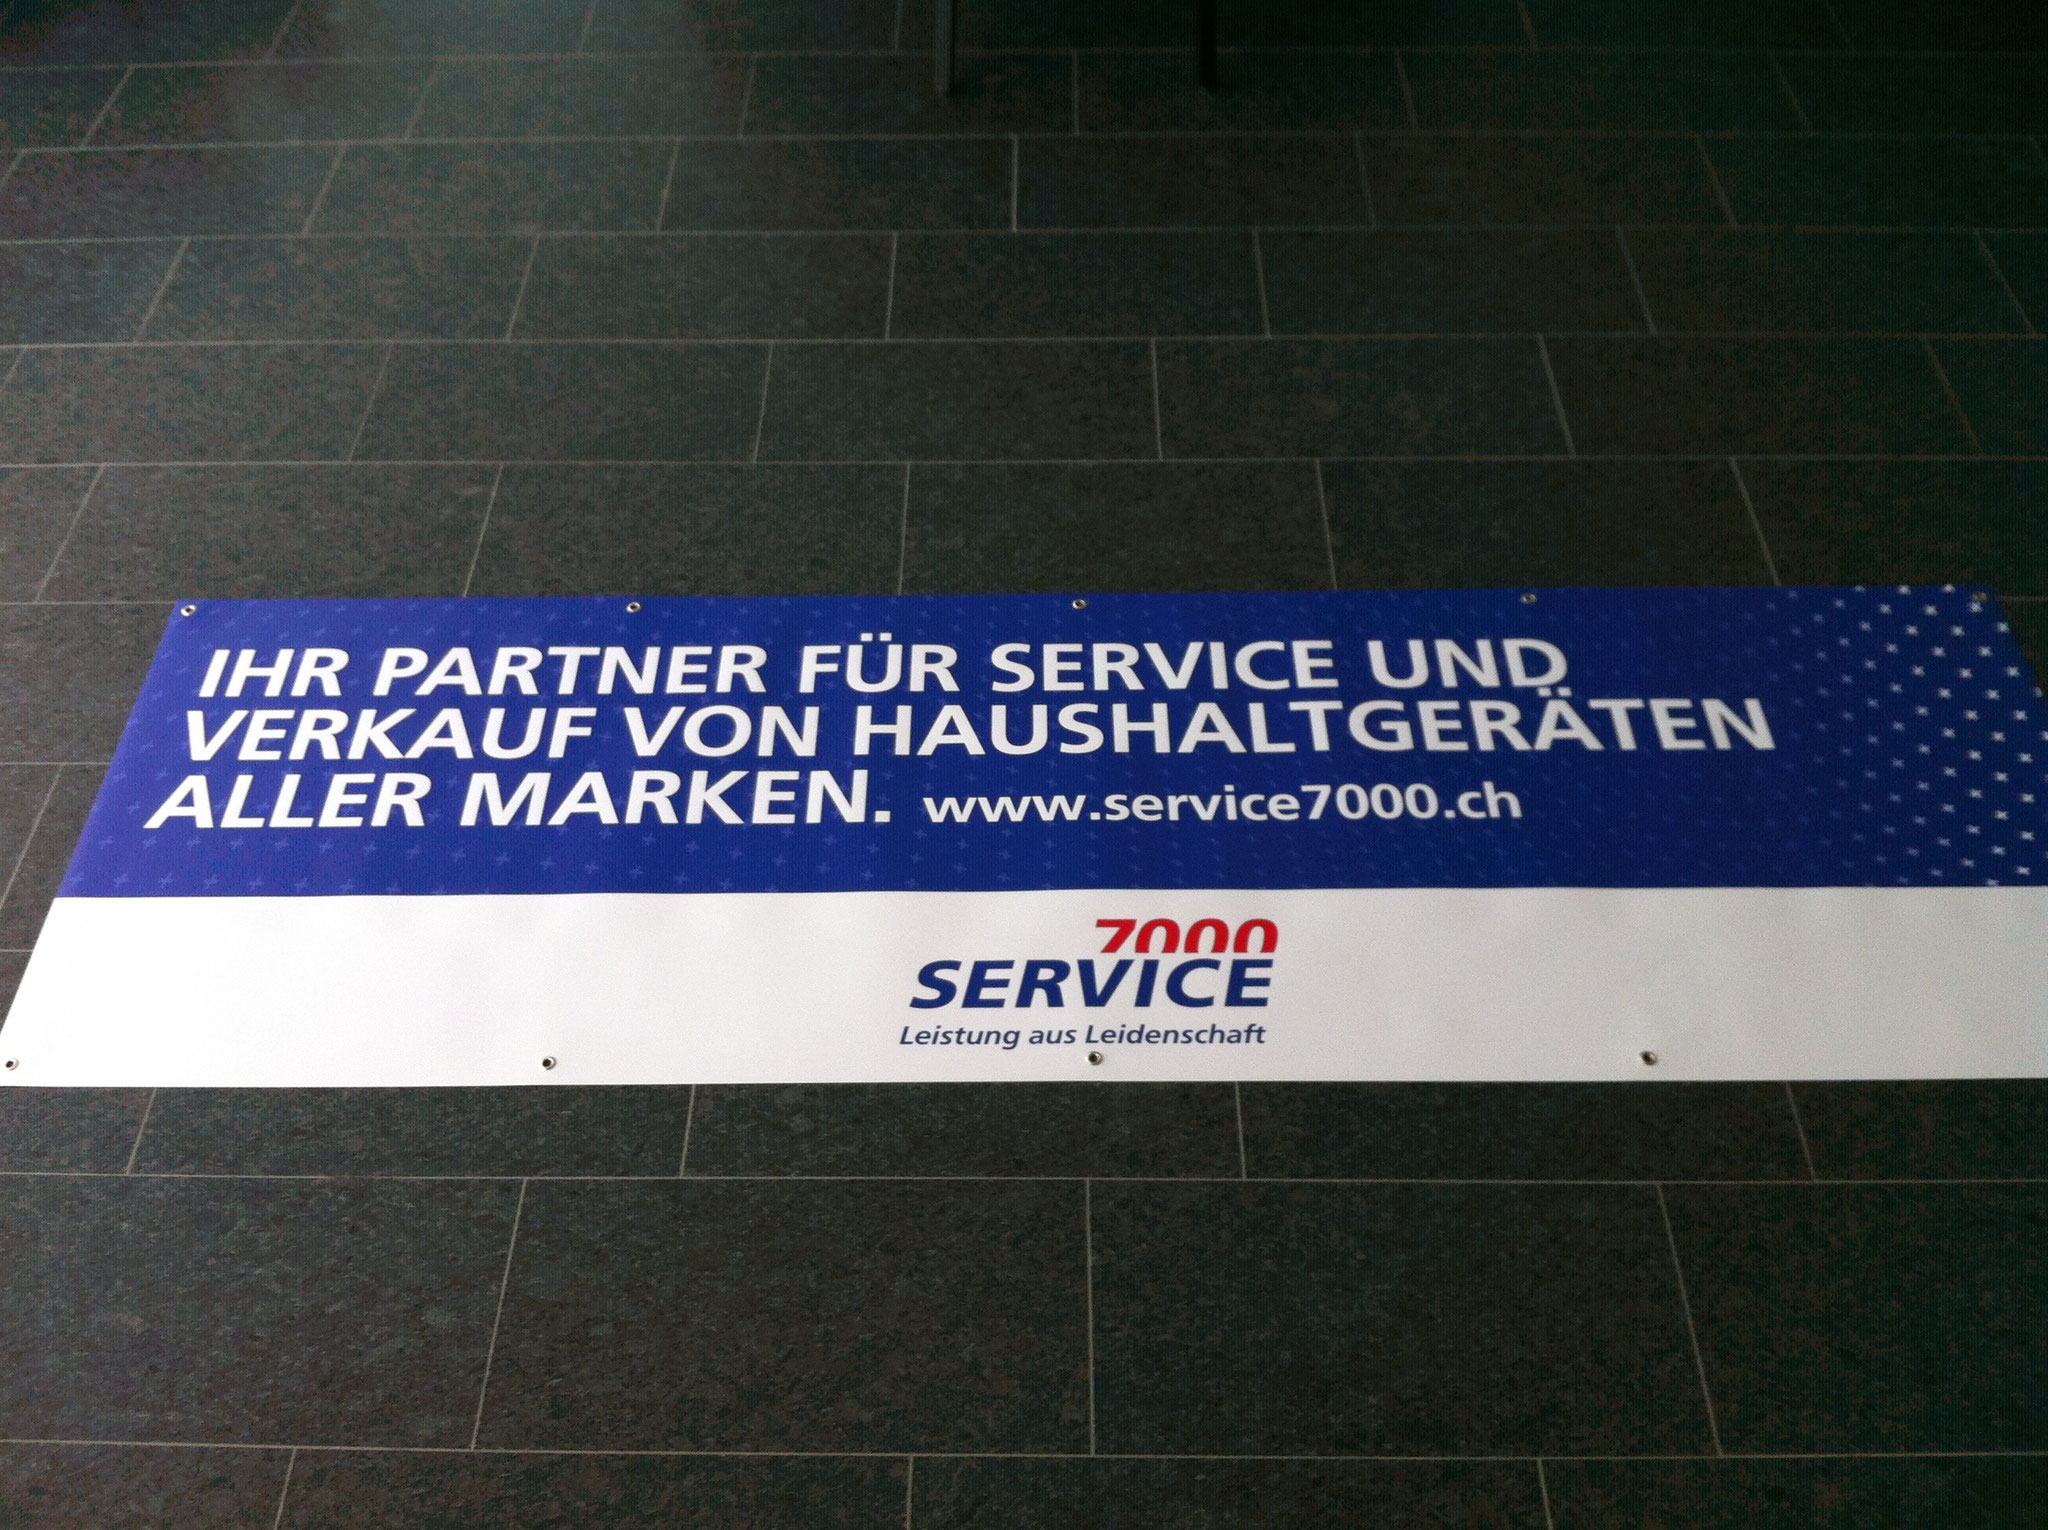 IHR PARTNER FÜR SERVICE UND
VERKAUF VON HAUSHALTGERÄTEN
ALLER MARKEN. www.service7000.ch
7000
SERVICE
Leistung aus Leidenschaft